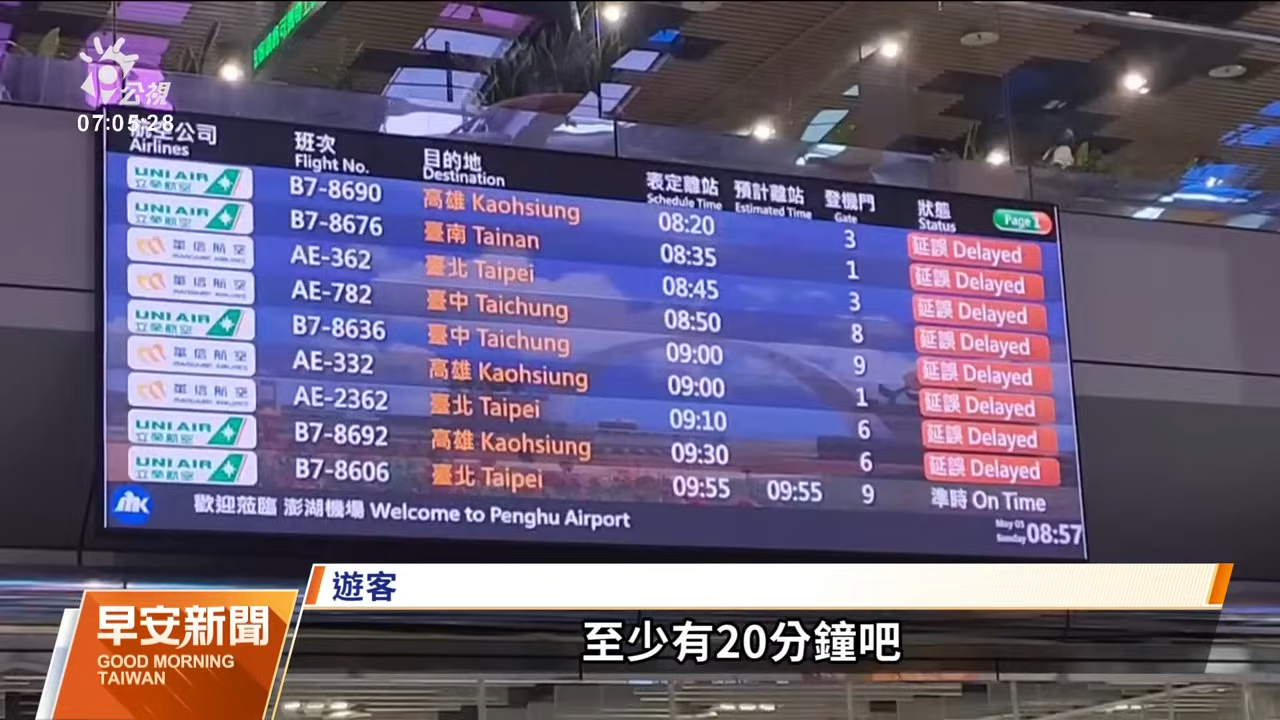 公視
07:05:28
航空公司 班次 目的地 表定離站 預計離站 登機門 狀態
Airlines Flight No. Destination Schedule Time Estimated Time Gate Status Page 1
UNI AIR 立榮航空 B7-8690 高雄 Kaohsiung 08:20 3 延誤 Delayed
UNI AIR 立榮航空 B7-8676 臺南 Tainan 08:35 1 延誤 Delayed
華信航空 MANDARIN AIRLINES AE-362 臺北 Taipei 08:45 3 延誤 Delayed
華信航空 MANDARIN AIRLINES AE-782 臺中 Taichung 08:50 8 延誤 Delayed
UNI AIR 立榮航空 B7-8636 臺中 Taichung 09:00 9 延誤 Delayed
華信航空 MANDARIN AIRLINES AE-332 高雄 Kaohsiung 09:00 1 延誤 Delayed
華信航空 MANDARIN AIRLINES AE-2362 臺北 Taipei 09:10 6 延誤 Delayed
UNI AIR 立榮航空 B7-8692 高雄 Kaohsiung 09:30 6 延誤 Delayed
UNI AIR 立榮航空 B7-8606 臺北 Taipei 09:55 09:55 9 準時 On Time
歡迎蒞臨 澎湖機場 Welcome to Penghu Airport May 05 Sunday 08:57
遊客
早安新聞
GOOD MORNING
TAIWAN
至少有20分鐘吧